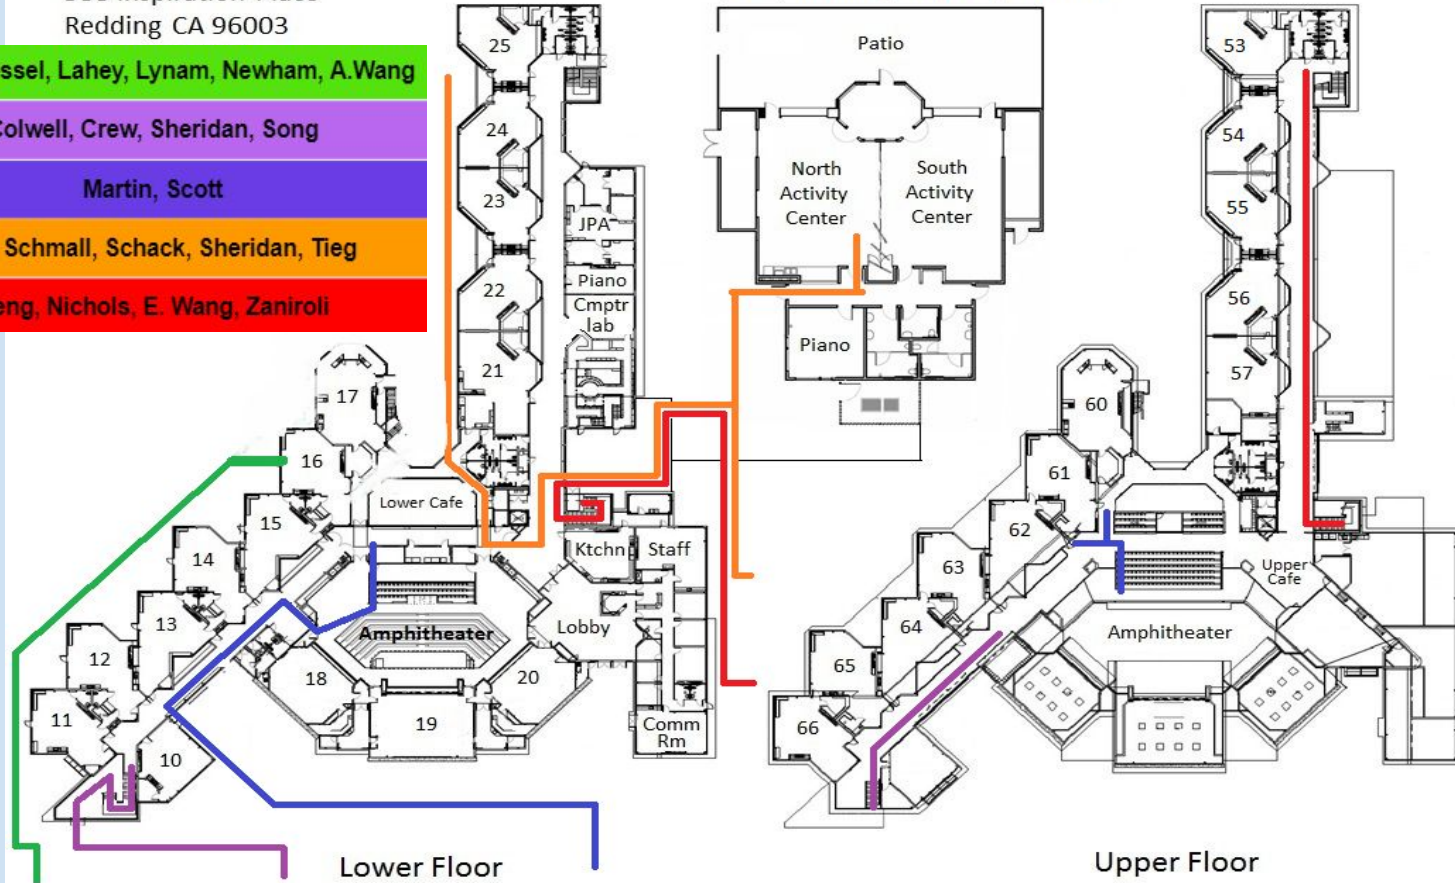 Redding CA 96003
Lahey, Lynam, Newham, A.Wang
Crew, Sheridan, Song
Martin, Scott
Schmall, Schack, Sheridan, Tieg
Nichols, E. Wang, Zaniroli
25
24
23
22
21
JPA
Piano
Cmptr
lab
17
16
15
14
13
12
11
10
Lower Cafe
Amphitheater
18
19
20
Ktchn
Staff
Lobby
Comm
Rm
Lower Floor
Patio
North
Activity
Center
South
Activity
Center
Piano
53
54
55
56
57
60
61
62
63
64
65
66
Upper
Cafe
Amphitheater
Upper Floor